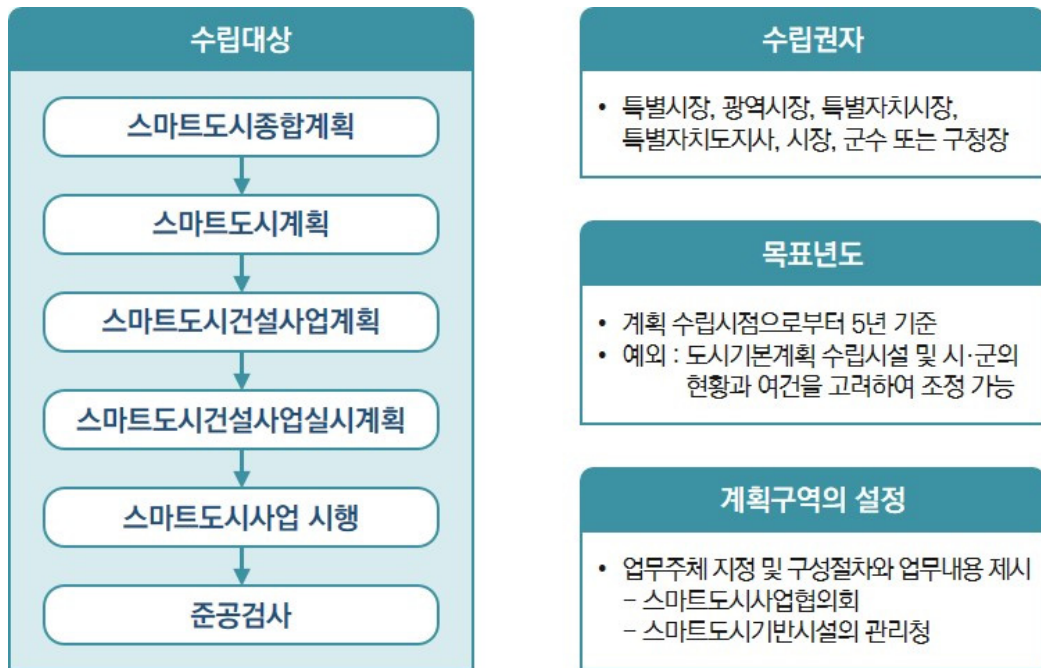 수립대상
스마트도시종합계획
스마트도시계획
스마트도시건설사업계획
스마트도시건설사업실시계획
스마트도시사업 시행
준공검사
수립권자
• 특별시장, 광역시장, 특별자치시장,
특별자치도지사, 시장, 군수 또는 구청장
목표년도
• 계획 수립시점으로부터 5년 기준
• 예외 : 도시기본계획 수립시설 및 시·군의
현황과 여건을 고려하여 조정 가능
계획구역의 설정
• 업무주체 지정 및 구성절차와 업무내용 제시
– 스마트도시사업협의회
– 스마트도시기반시설의 관리청